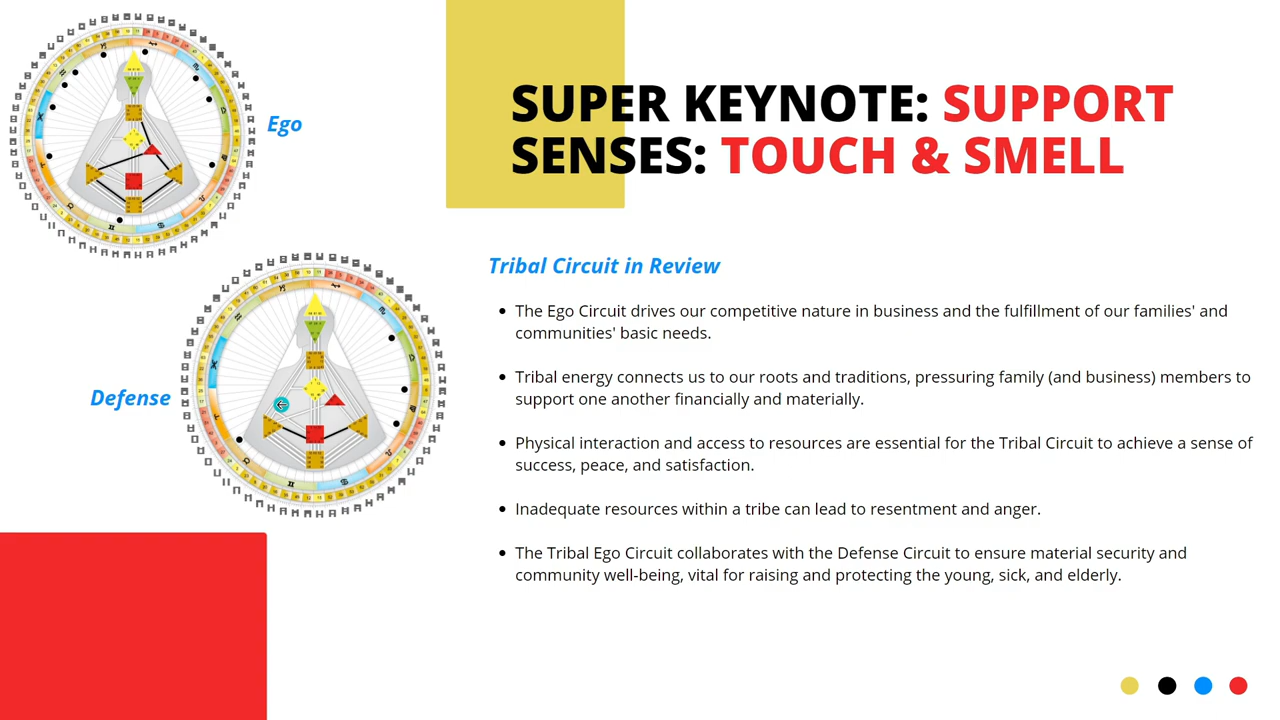 Ego
Defense
SUPER KEYNOTE: SUPPORT
SENSES: TOUCH & SMELL
Tribal Circuit in Review
• The Ego Circuit drives our competitive nature in business and the fulfillment of our families' and
communities' basic needs.
• Tribal energy connects us to our roots and traditions, pressuring family (and business) members to
support one another financially and materially.
• Physical interaction and access to resources are essential for the Tribal Circuit to achieve a sense of
success, peace, and satisfaction.
• Inadequate resources within a tribe can lead to resentment and anger.
• The Tribal Ego Circuit collaborates with the Defense Circuit to ensure material security and
community well-being, vital for raising and protecting the young, sick, and elderly.